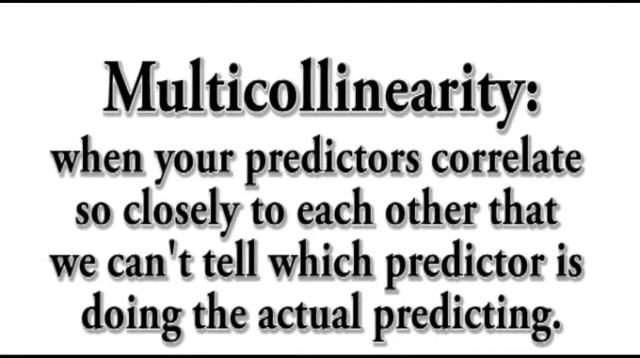 Multicollinearity:
when your predictors correlate
so closely to each other that
we can't tell which predictor is
doing the actual predicting.